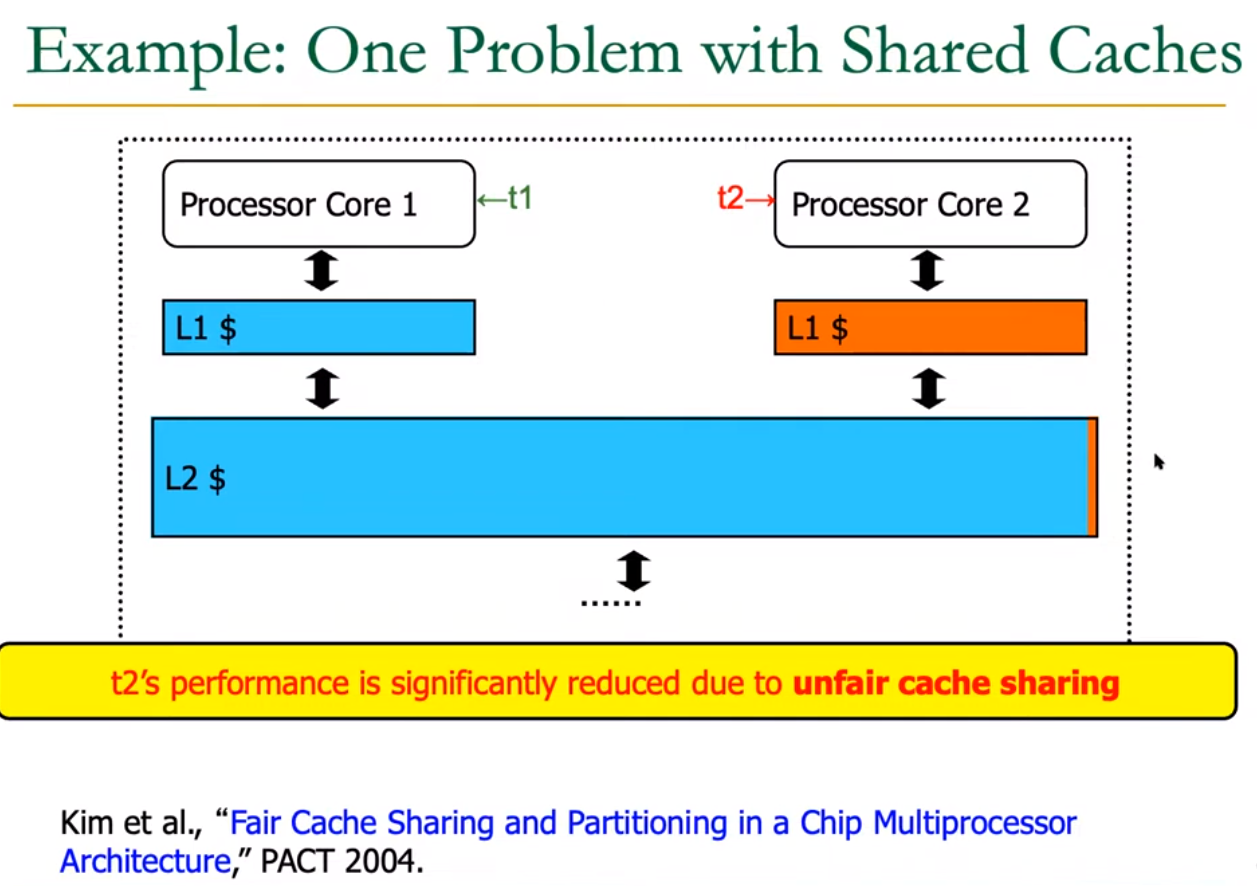 Example: One Problem with Shared Caches
Processor Core 1
←t1
t2→
Processor Core 2
L1 $
L1 $
L2 $
......
t2’s performance is significantly reduced due to unfair cache sharing
Kim et al., “Fair Cache Sharing and Partitioning in a Chip Multiprocessor
Architecture,” PACT 2004.